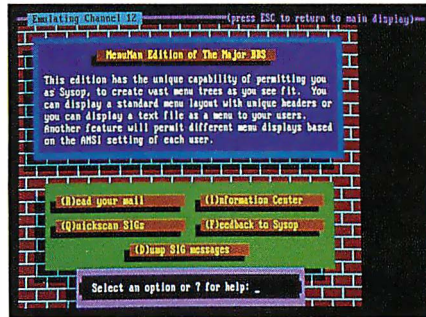 Emulating Channel 12
(press ESC to return to main display)
MenuMan Edition of The Major BBS
This edition has the unique capability of permitting you
as Sysop, to create vast menu trees as you see fit. You
can display a standard menu layout with unique headers or
you can display a text file as a menu to your users.
Another feature will permit different menu displays based
on the ANSI setting of each user.
(R)ead your mail
(I)nformation Center
(Q)uickscan SIGs
(F)eedback to Sysop
(D)ump SIG messages
Select an option or ? for help: _